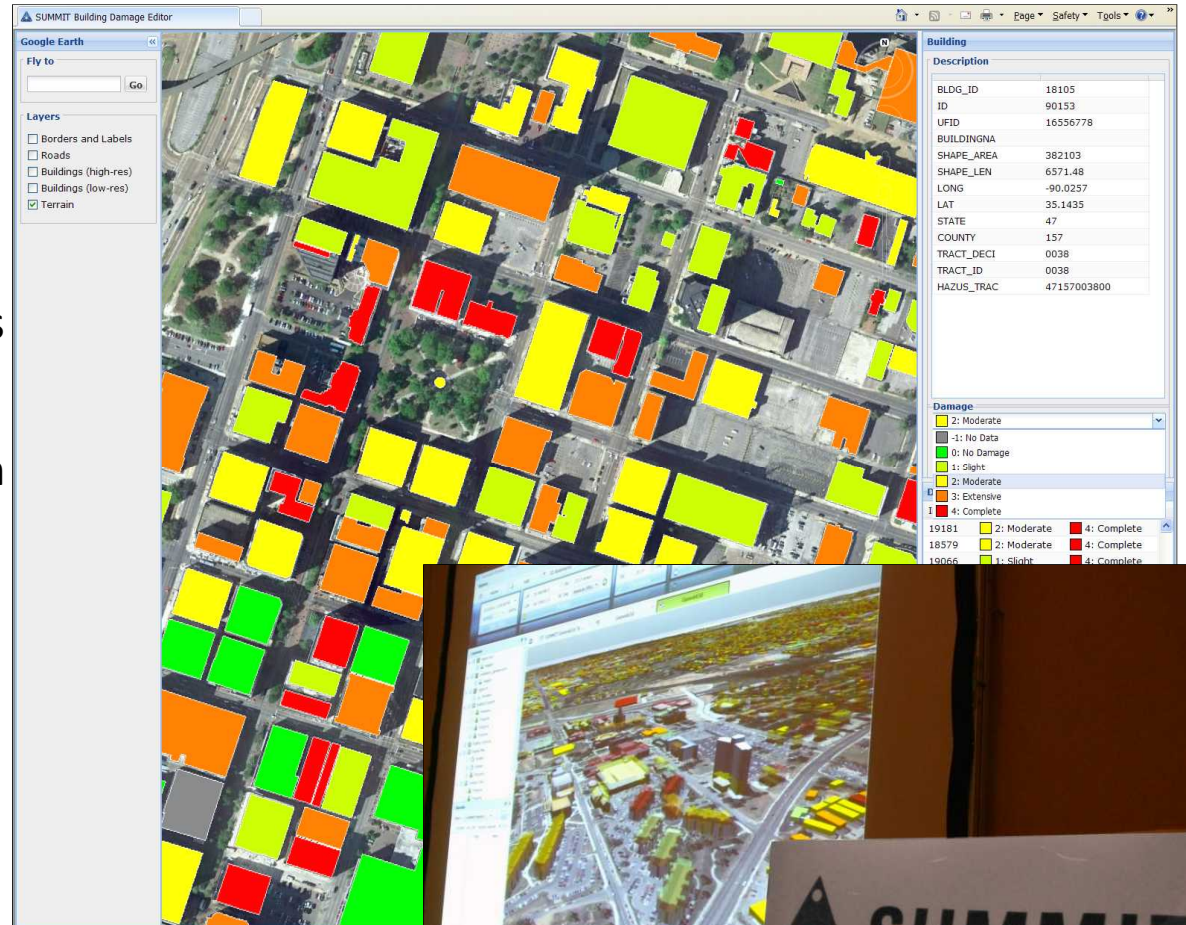 SUMMIT Building Damage Editor
Page Safety Tools
Google Earth
Fly to
Go
Layers
Borders and Labels
Roads
Buildings (high-res)
Buildings (low-res)
Terrain
N
Building
Description
BLDG_ID 18105
ID 90153
UFID 16556778
BUILDINGNA
SHAPE_AREA 382103
SHAPE_LEN 6571.48
LONG -90.0257
LAT 35.1435
STATE 47
COUNTY 157
TRACT_DECI 0038
TRACT_ID 0038
HAZUS_TRAC 47157003800
Damage
2: Moderate
-1: No Data
0: No Damage
1: Slight
2: Moderate
3: Extensive
4: Complete
19181 2: Moderate 4: Complete
18579 2: Moderate 4: Complete
19066 1: Slight 4: Complete
SUMMIT